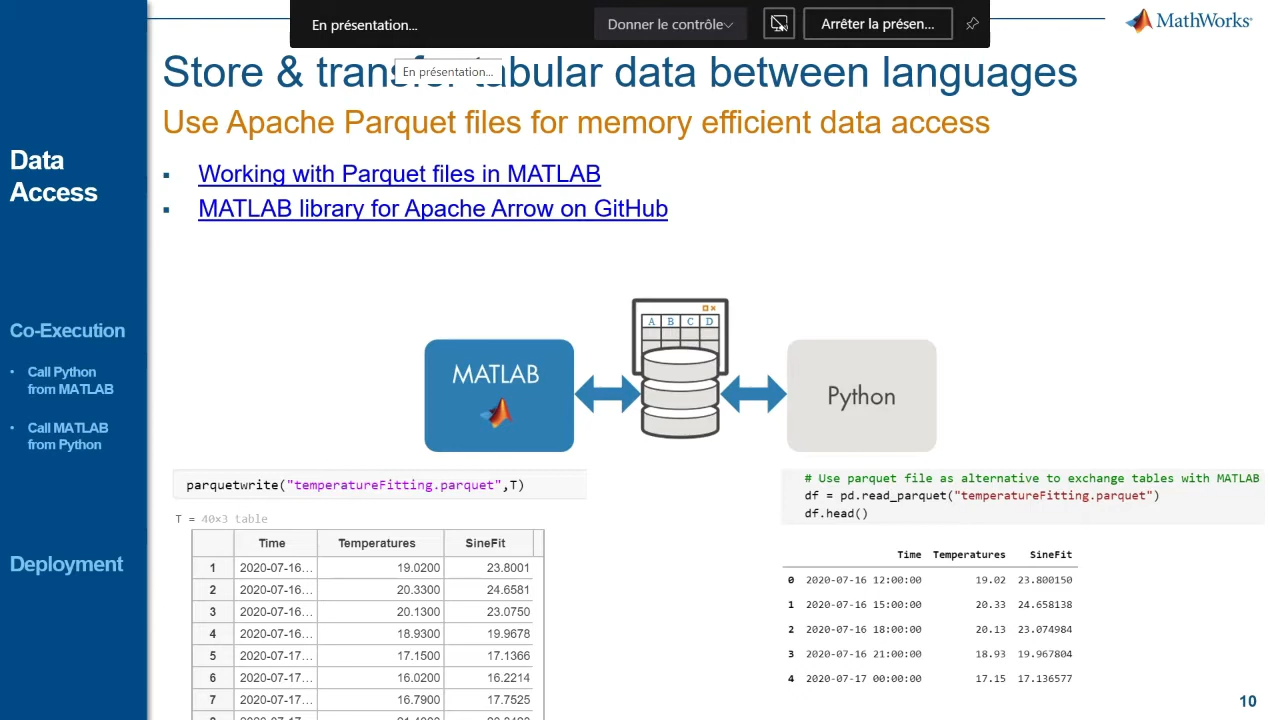 En présentation...
Donner le contrôle
Arrêter la présen...
MathWorks
Store & transfer tabular data between languages
En présentation...
Use Apache Parquet files for memory efficient data access
Data
Access
▪ Working with Parquet files in MATLAB
▪ MATLAB library for Apache Arrow on GitHub
Co-Execution
• Call Python
from MATLAB
• Call MATLAB
from Python
Deployment
A B C D
MATLAB
Python
parquetwrite("temperatureFitting.parquet",T)
T = 40×3 table
Time Temperatures SineFit
1 2020-07-16... 19.0200 23.8001
2 2020-07-16... 20.3300 24.6581
3 2020-07-16... 20.1300 23.0750
4 2020-07-16... 18.9300 19.9678
5 2020-07-17... 17.1500 17.1366
6 2020-07-17... 16.0200 16.2214
7 2020-07-17... 16.7900 17.7525
# Use parquet file as alternative to exchange tables with MATLAB
df = pd.read_parquet("temperatureFitting.parquet")
df.head()
Time Temperatures SineFit
0 2020-07-16 12:00:00 19.02 23.800150
1 2020-07-16 15:00:00 20.33 24.658138
2 2020-07-16 18:00:00 20.13 23.074984
3 2020-07-16 21:00:00 18.93 19.967804
4 2020-07-17 00:00:00 17.15 17.136577
10